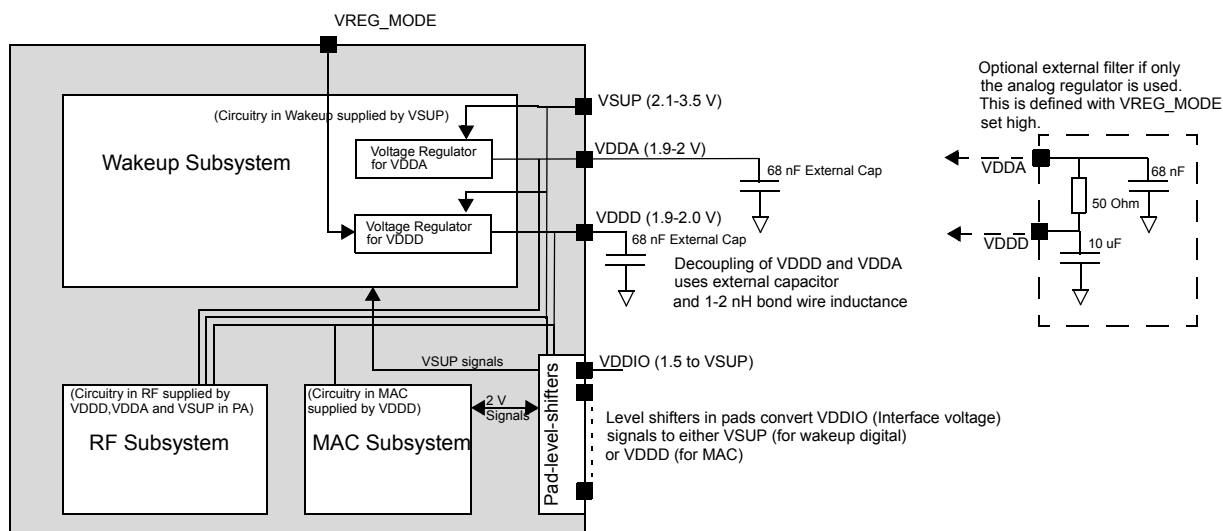 VREG_MODE
(Circuitry in Wakeup supplied by VSUP)
Wakeup Subsystem
Voltage Regulator
for VDDA
Voltage Regulator
for VDDD
VSUP (2.1-3.5 V)
VDDA (1.9-2 V)
68 nF External Cap
VDDD (1.9-2.0 V)
68 nF External Cap
Decoupling of VDDD and VDDA
uses external capacitor
and 1-2 nH bond wire inductance
Optional external filter if only
the analog regulator is used.
This is defined with VREG_MODE
set high.
VDDA
68 nF
50 Ohm
VDDD
10 uF
VSUP signals
VDDIO (1.5 to VSUP)
(Circuitry in RF supplied by
VDDD,VDDA and VSUP in PA)
RF Subsystem
(Circuitry in MAC
supplied by VDDD)
MAC Subsystem
2 V
Signals
Pad-level-shifters
Level shifters in pads convert VDDIO (Interface voltage)
signals to either VSUP (for wakeup digital)
or VDDD (for MAC)